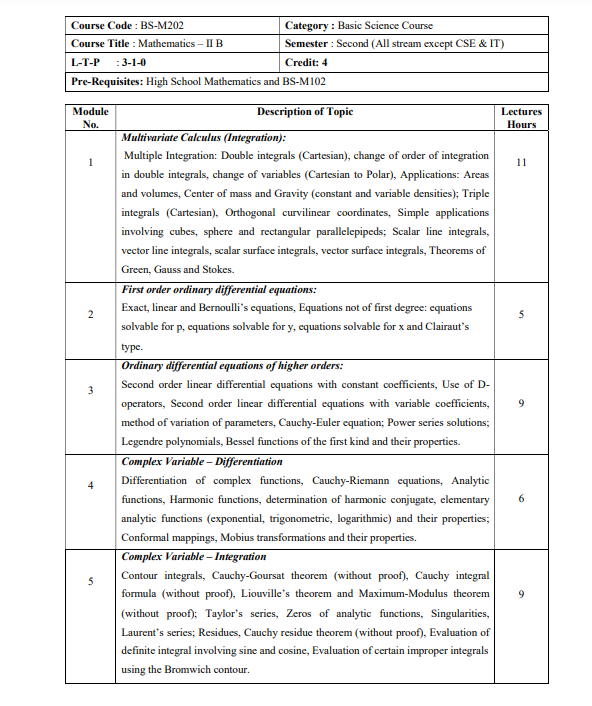 Course Code : BS-M202
Category : Basic Science Course
Course Title : Mathematics – II B
Semester : Second (All stream except CSE & IT)
L-T-P : 3-1-0
Credit: 4
Pre-Requisites: High School Mathematics and BS-M102
Module No.
Description of Topic
Lectures Hours
1
Multivariate Calculus (Integration):
Multiple Integration: Double integrals (Cartesian), change of order of integration
in double integrals, change of variables (Cartesian to Polar), Applications: Areas
and volumes, Center of mass and Gravity (constant and variable densities); Triple
integrals (Cartesian), Orthogonal curvilinear coordinates, Simple applications
involving cubes, sphere and rectangular parallelepipeds; Scalar line integrals,
vector line integrals, scalar surface integrals, vector surface integrals, Theorems of
Green, Gauss and Stokes.
11
2
First order ordinary differential equations:
Exact, linear and Bernoulli's equations, Equations not of first degree: equations
solvable for p, equations solvable for y, equations solvable for x and Clairaut's
type.
5
3
Ordinary differential equations of higher orders:
Second order linear differential equations with constant coefficients, Use of D-
operators, Second order linear differential equations with variable coefficients,
method of variation of parameters, Cauchy-Euler equation; Power series solutions;
Legendre polynomials, Bessel functions of the first kind and their properties.
9
4
Complex Variable – Differentiation
Differentiation of complex functions, Cauchy-Riemann equations, Analytic
functions, Harmonic functions, determination of harmonic conjugate, elementary
analytic functions (exponential, trigonometric, logarithmic) and their properties;
Conformal mappings, Mobius transformations and their properties.
6
5
Complex Variable – Integration
Contour integrals, Cauchy-Goursat theorem (without proof), Cauchy integral
formula (without proof), Liouville's theorem and Maximum-Modulus theorem
(without proof); Taylor's series, Zeros of analytic functions, Singularities,
Laurent's series; Residues, Cauchy residue theorem (without proof), Evaluation of
definite integral involving sine and cosine, Evaluation of certain improper integrals
using the Bromwich contour.
9